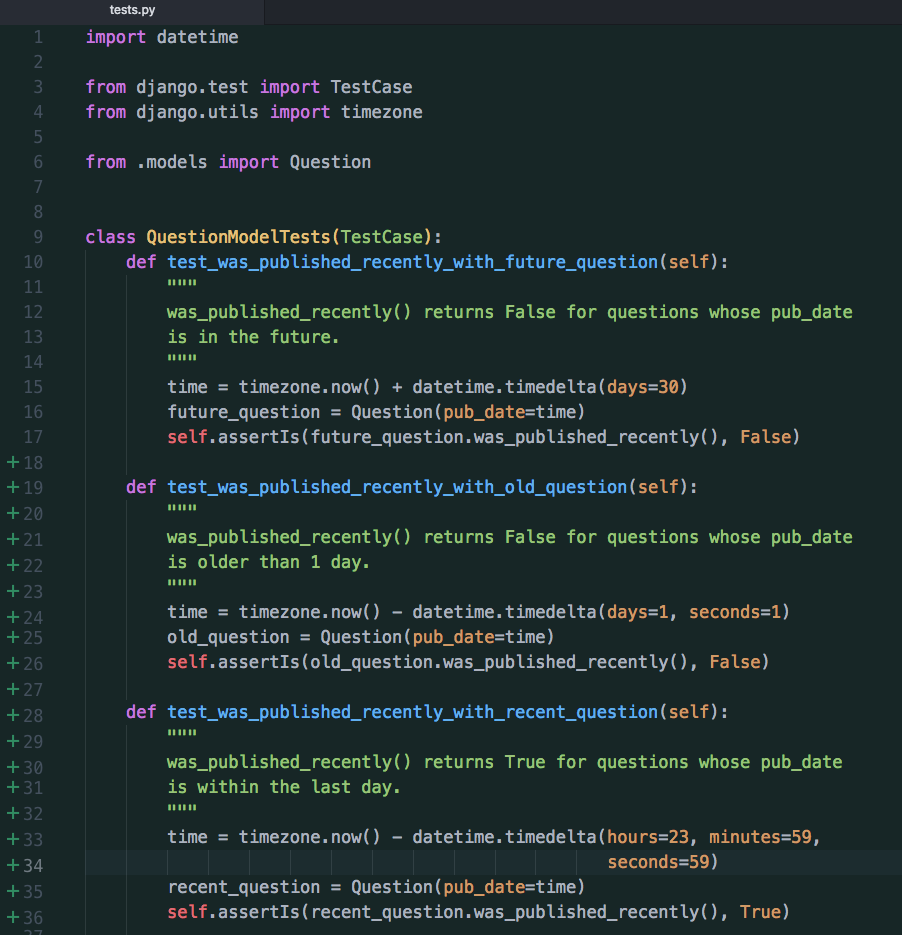 tests.py
1 import datetime
2
3 from django.test import TestCase
4 from django.utils import timezone
5
6 from .models import Question
7
8
9 class QuestionModelTests(TestCase):
10     def test_was_published_recently_with_future_question(self):
11         """
12         was_published_recently() returns False for questions whose pub_date
13         is in the future.
14         """
15         time = timezone.now() + datetime.timedelta(days=30)
16         future_question = Question(pub_date=time)
17         self.assertIs(future_question.was_published_recently(), False)
+18
+19     def test_was_published_recently_with_old_question(self):
+20         """
+21         was_published_recently() returns False for questions whose pub_date
+22         is older than 1 day.
+23         """
+24         time = timezone.now() - datetime.timedelta(days=1, seconds=1)
+25         old_question = Question(pub_date=time)
+26         self.assertIs(old_question.was_published_recently(), False)
+27
+28     def test_was_published_recently_with_recent_question(self):
+29         """
+30         was_published_recently() returns True for questions whose pub_date
+31         is within the last day.
+32         """
+33         time = timezone.now() - datetime.timedelta(hours=23, minutes=59,
+34                                                    seconds=59)
+35         recent_question = Question(pub_date=time)
+36         self.assertIs(recent_question.was_published_recently(), True)